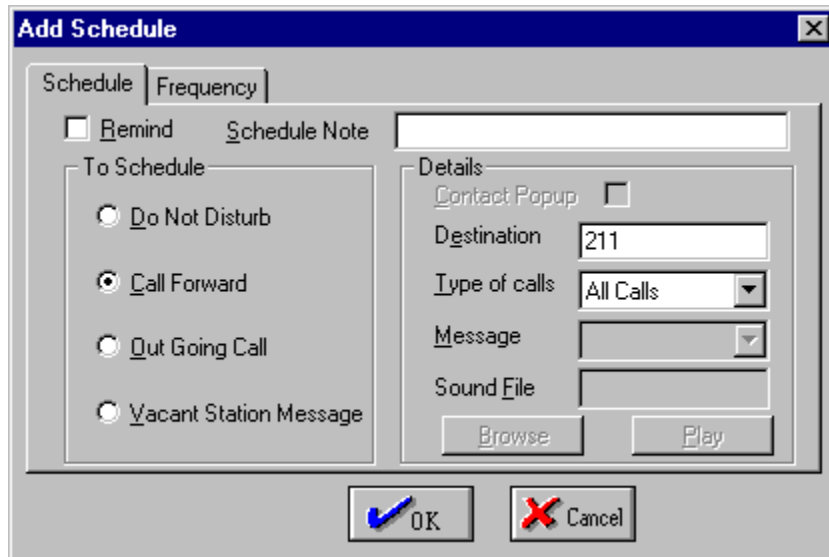 Add Schedule
Schedule Frequency
Remind Schedule Note
To Schedule
Do Not Disturb
Call Forward
Out Going Call
Vacant Station Message
Details
Contact Popup
Destination 211
Type of calls All Calls
Message
Sound File
Browse Play
OK Cancel